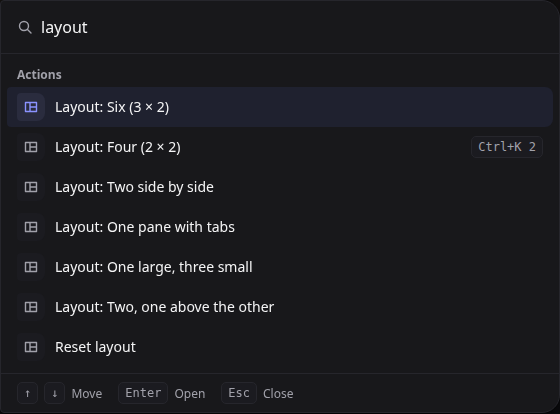 layout
Actions
Layout: Six (3 × 2)
Layout: Four (2 × 2) Ctrl+K 2
Layout: Two side by side
Layout: One pane with tabs
Layout: One large, three small
Layout: Two, one above the other
Reset layout
↑ ↓ Move Enter Open Esc Close